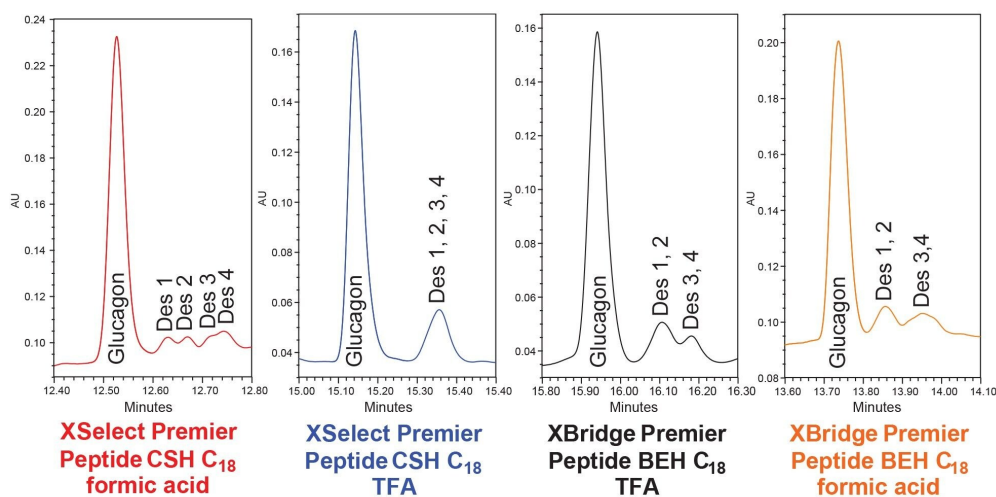 0.24
0.22
0.20
0.18
0.16
0.14
0.12
0.10
AU
Glucagon
Des 1
Des 2
Des 3
Des 4
12.40
12.50
12.60
12.70
12.80
Minutes
XSelect Premier
Peptide CSH C18
formic acid
0.16
0.14
0.12
0.10
0.08
0.06
0.04
AU
Glucagon
Des 1, 2, 3, 4
15.00
15.10
15.20
15.30
15.40
Minutes
XSelect Premier
Peptide CSH C18
TFA
0.16
0.14
0.12
0.10
0.08
0.06
0.04
AU
Glucagon
Des 1, 2
Des 3, 4
15.80
15.90
16.00
16.10
16.20
16.30
Minutes
XBridge Premier
Peptide BEH C18
TFA
0.20
0.18
0.16
0.14
0.12
0.10
0.08
AU
Glucagon
Des 1, 2
Des 3,4
13.60
13.70
13.80
13.90
14.00
14.10
Minutes
XBridge Premier
Peptide BEH C18
formic acid